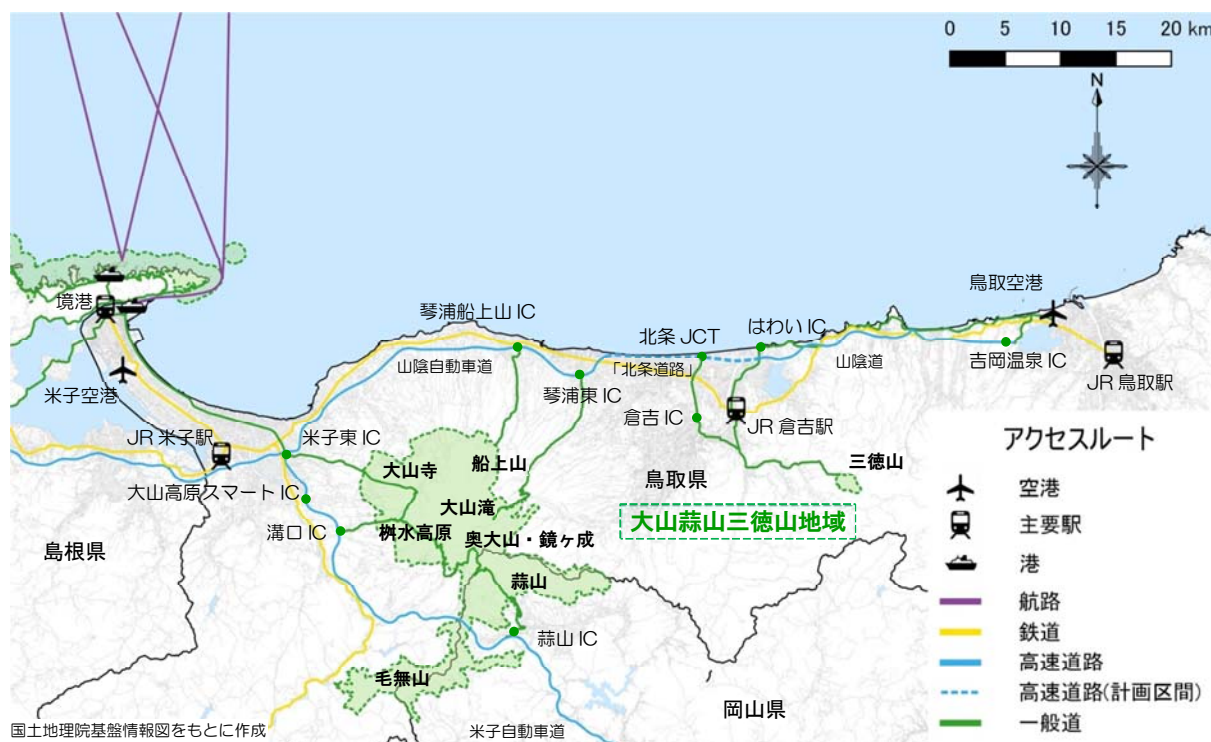 0 5 10 15 20 km
N
鳥取空港
境港
琴浦船上山 IC
北条 JCT
はわい IC
山陰自動車道
「北条道路」
山陰道
吉岡温泉 IC
米子空港
琴浦東 IC
JR 鳥取駅
倉吉 IC
JR 倉吉駅
JR 米子駅
米子東 IC
大山寺
船上山
鳥取県
三徳山
大山高原スマート IC
大山滝
大山蒜山三徳山地域
溝口 IC
桝水高原
奥大山・鏡ヶ成
島根県
蒜山
蒜山 IC
毛無山
岡山県
国土地理院基盤情報図をもとに作成
米子自動車道
アクセスルート
空港
主要駅
港
航路
鉄道
高速道路
高速道路(計画区間)
一般道